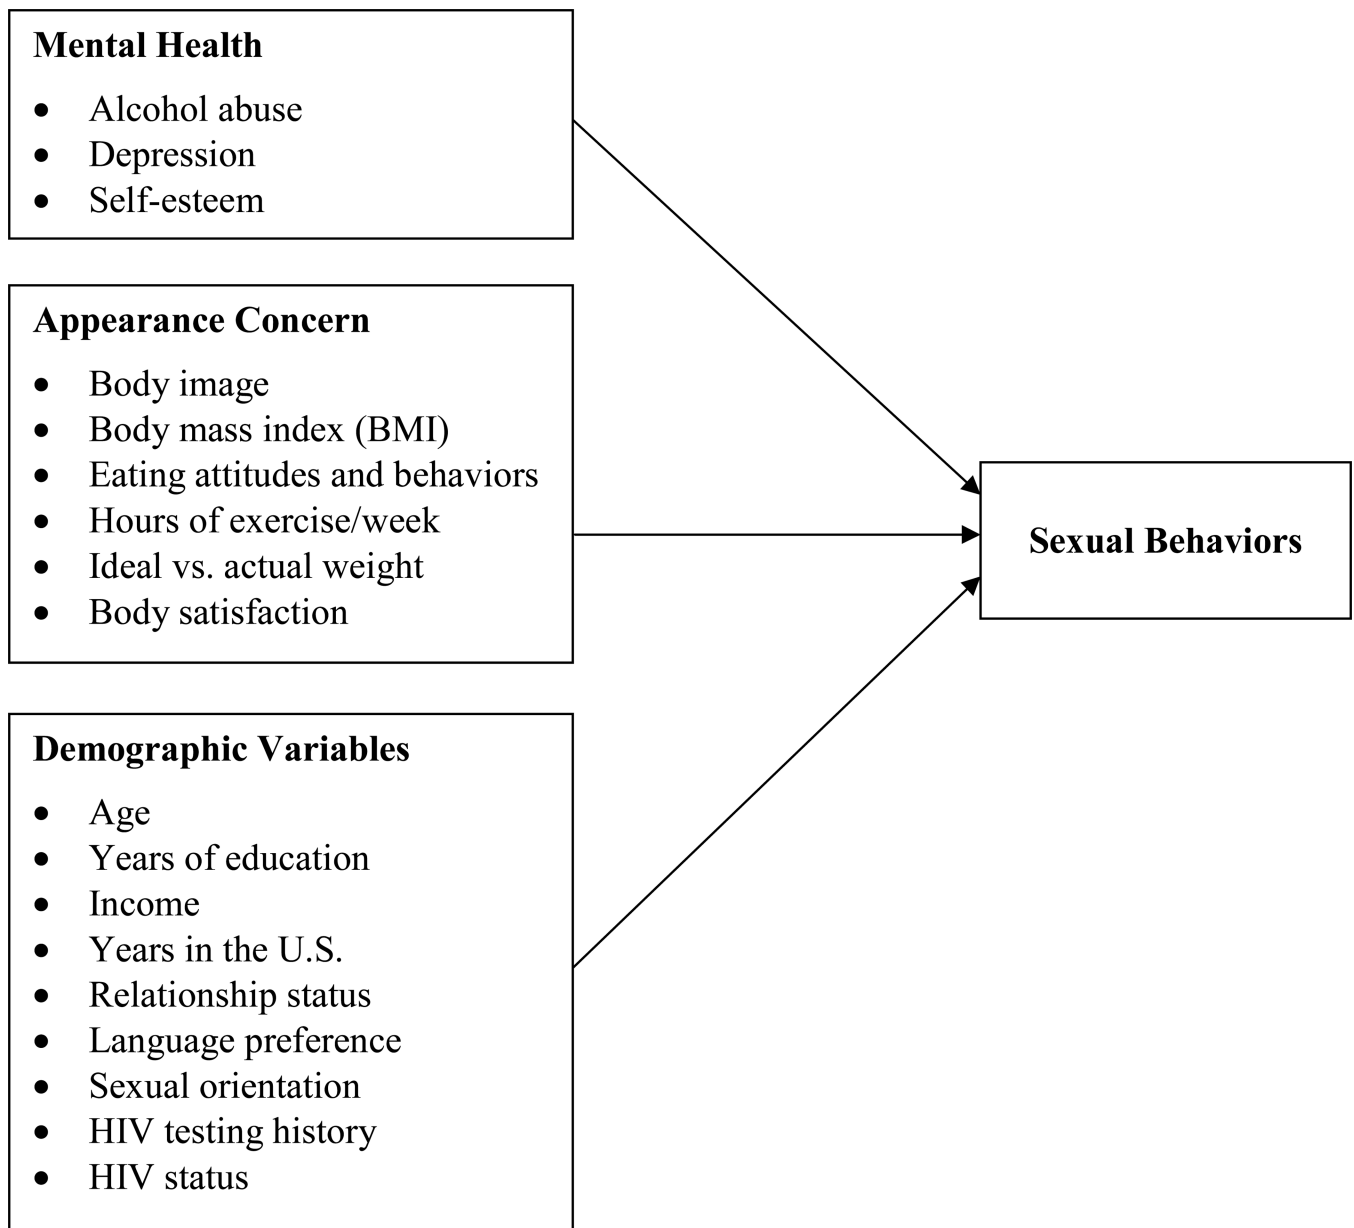 Mental Health
• Alcohol abuse
• Depression
• Self-esteem
Appearance Concern
• Body image
• Body mass index (BMI)
• Eating attitudes and behaviors
• Hours of exercise/week
• Ideal vs. actual weight
• Body satisfaction
Demographic Variables
• Age
• Years of education
• Income
• Years in the U.S.
• Relationship status
• Language preference
• Sexual orientation
• HIV testing history
• HIV status
Sexual Behaviors